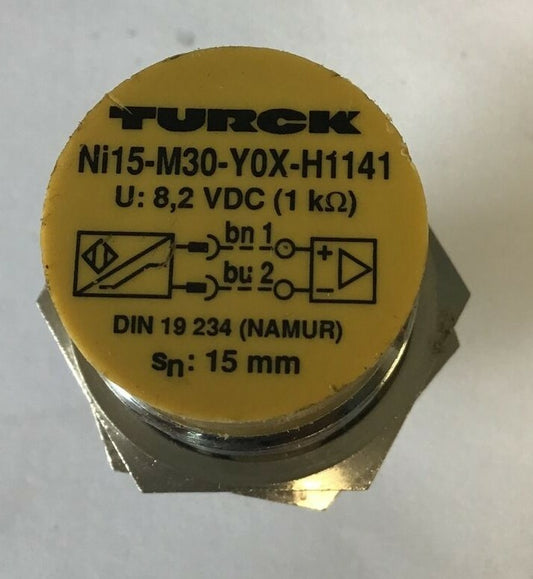 TURCK
Ni15-M30-Y0X-H1141
U: 8,2 VDC (1 kΩ)
bn 1
+
bu 2
−
DIN 19 234 (NAMUR)
sn: 15 mm